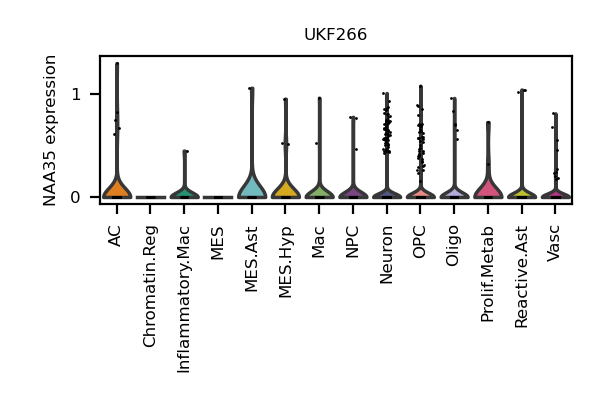 UKF266
NAA35 expression
1
0
AC
Chromatin.Reg
Inflammatory.Mac
MES
MES.Ast
MES.Hyp
Mac
NPC
Neuron
OPC
Oligo
Prolif.Metab
Reactive.Ast
Vasc